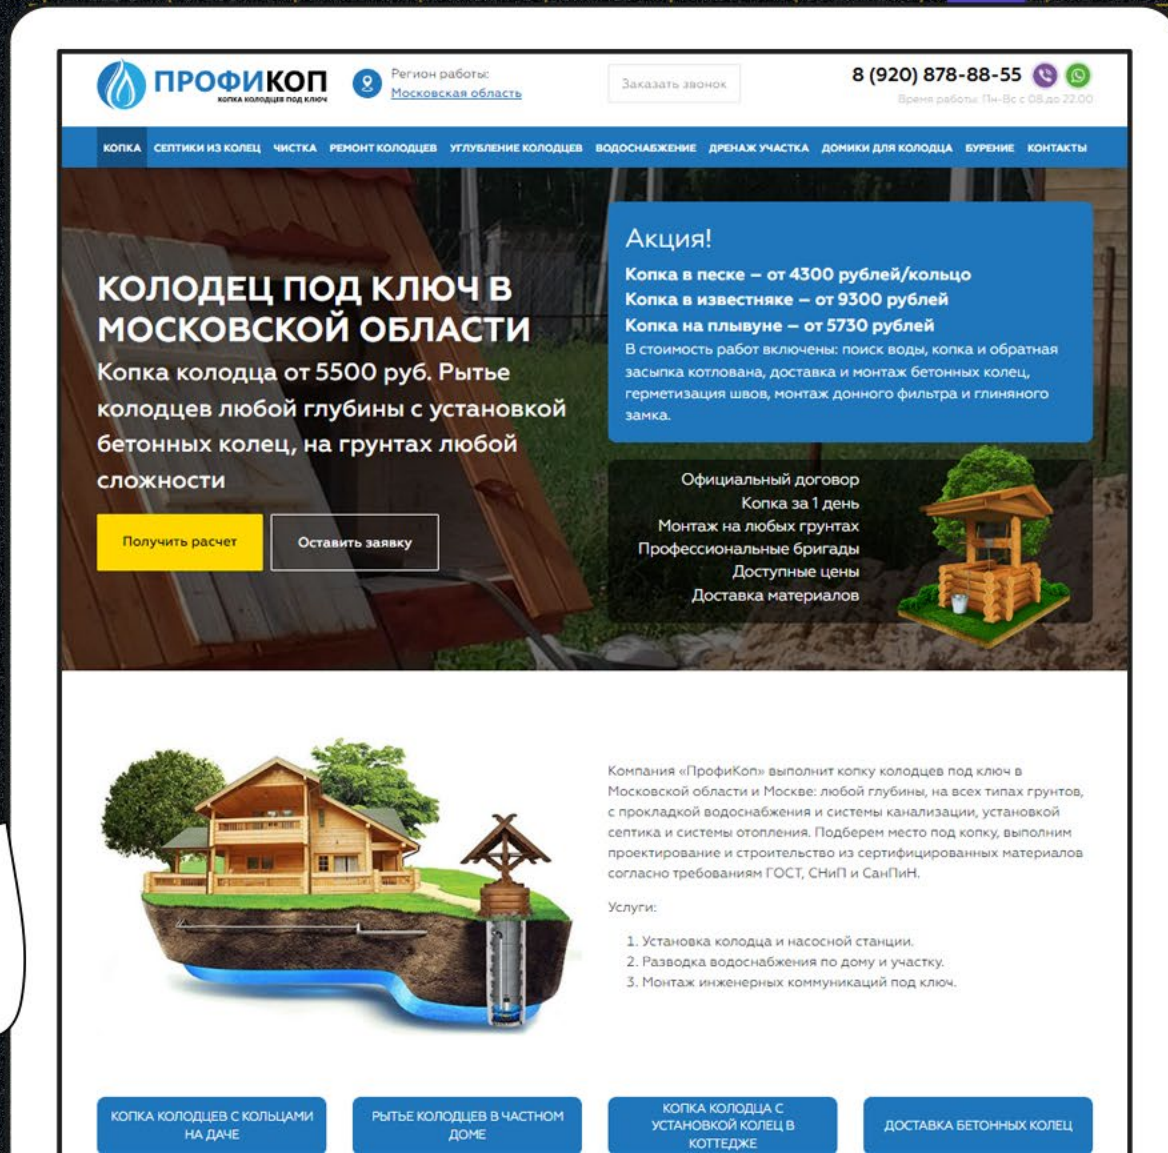 ПРОФИКОП
КОПКА КОЛОДЦЕВ ПОД КЛЮЧ
Регион работы:
Московская область
Заказать звонок
8 (920) 878-88-55
Время работы: Пн-Вс с 08.до 22.00
КОПКА СЕПТИКИ ИЗ КОЛЕЦ ЧИСТКА РЕМОНТ КОЛОДЦЕВ УГЛУБЛЕНИЕ КОЛОДЦЕВ ВОДОСНАБЖЕНИЕ ДРЕНАЖ УЧАСТКА ДОМИКИ ДЛЯ КОЛОДЦА БУРЕНИЕ КОНТАКТЫ
КОЛОДЕЦ ПОД КЛЮЧ В
МОСКОВСКОЙ ОБЛАСТИ
Копка колодца от 5500 руб. Рытье
колодцев любой глубины с установкой
бетонных колец, на грунтах любой
сложности
Получить расчет
Оставить заявку
Акция!
Копка в песке – от 4300 рублей/кольцо
Копка в известняке – от 9300 рублей
Копка на плывуне – от 5730 рублей
В стоимость работ включены: поиск воды, копка и обратная
засыпка котлована, доставка и монтаж бетонных колец,
герметизация швов, монтаж донного фильтра и глиняного
замка.
Официальный договор
Копка за 1 день
Монтаж на любых грунтах
Профессиональные бригады
Доступные цены
Доставка материалов
Компания «ПрофиКоп» выполнит копку колодцев под ключ в
Московской области и Москве: любой глубины, на всех типах грунтов,
с прокладкой водоснабжения и системы канализации, установкой
септика и системы отопления. Подберем место под копку, выполним
проектирование и строительство из сертифицированных материалов
согласно требованиям ГОСТ, СНиП и СанПиН.
Услуги:
1. Установка колодца и насосной станции.
2. Разводка водоснабжения по дому и участку.
3. Монтаж инженерных коммуникаций под ключ.
КОПКА КОЛОДЦЕВ С КОЛЬЦАМИ
НА ДАЧЕ
РЫТЬЕ КОЛОДЦЕВ В ЧАСТНОМ
ДОМЕ
КОПКА КОЛОДЦА С
УСТАНОВКОЙ КОЛЕЦ В
КОТТЕДЖЕ
ДОСТАВКА БЕТОННЫХ КОЛЕЦ